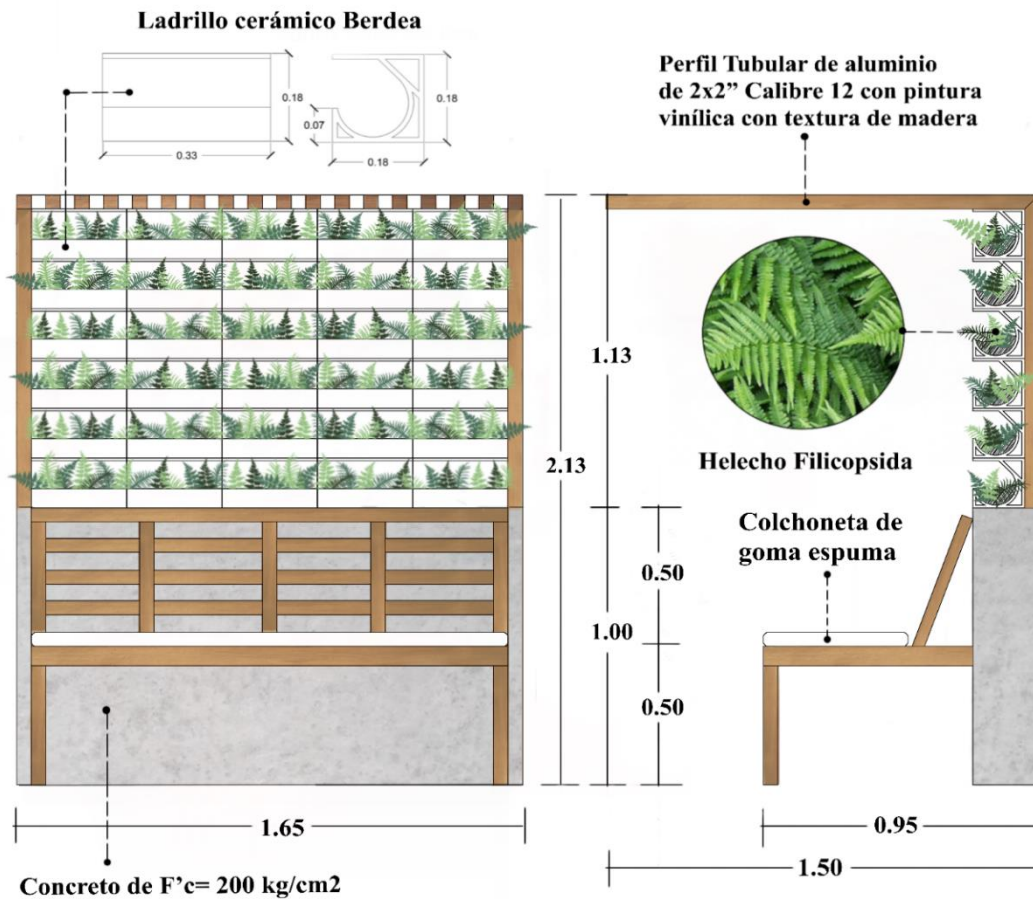 Ladrillo cerámico Berdea
0.18
0.33
0.07
0.18
0.18
Perfil Tubular de aluminio
de 2x2” Calibre 12 con pintura
vinílica con textura de madera
1.13
2.13
Helecho Filicopsida
Colchoneta de
goma espuma
0.50
1.00
0.50
1.65
0.95
1.50
Concreto de F’c= 200 kg/cm2